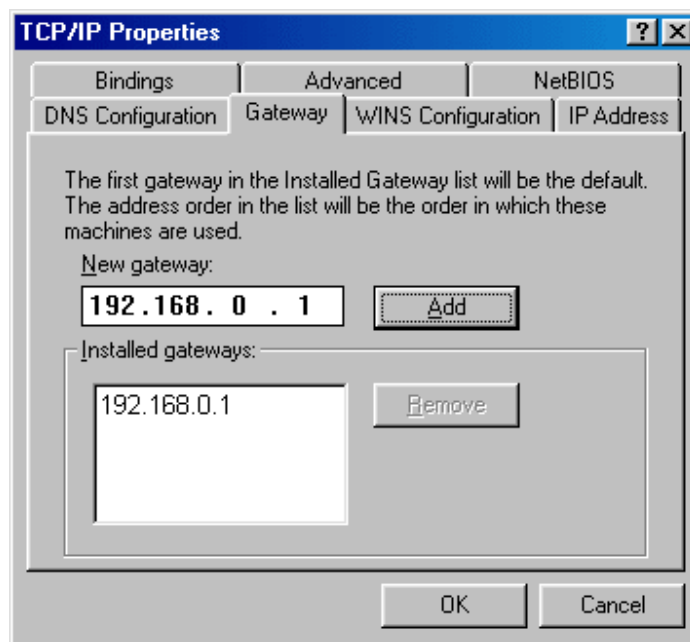 TCP/IP Properties
Bindings
Advanced
NetBIOS
DNS Configuration
Gateway
WINS Configuration
IP Address
The first gateway in the Installed Gateway list will be the default.
The address order in the list will be the order in which these
machines are used.
New gateway:
192.168. 0 . 1
Add
Installed gateways:
192.168.0.1
Remove
OK
Cancel